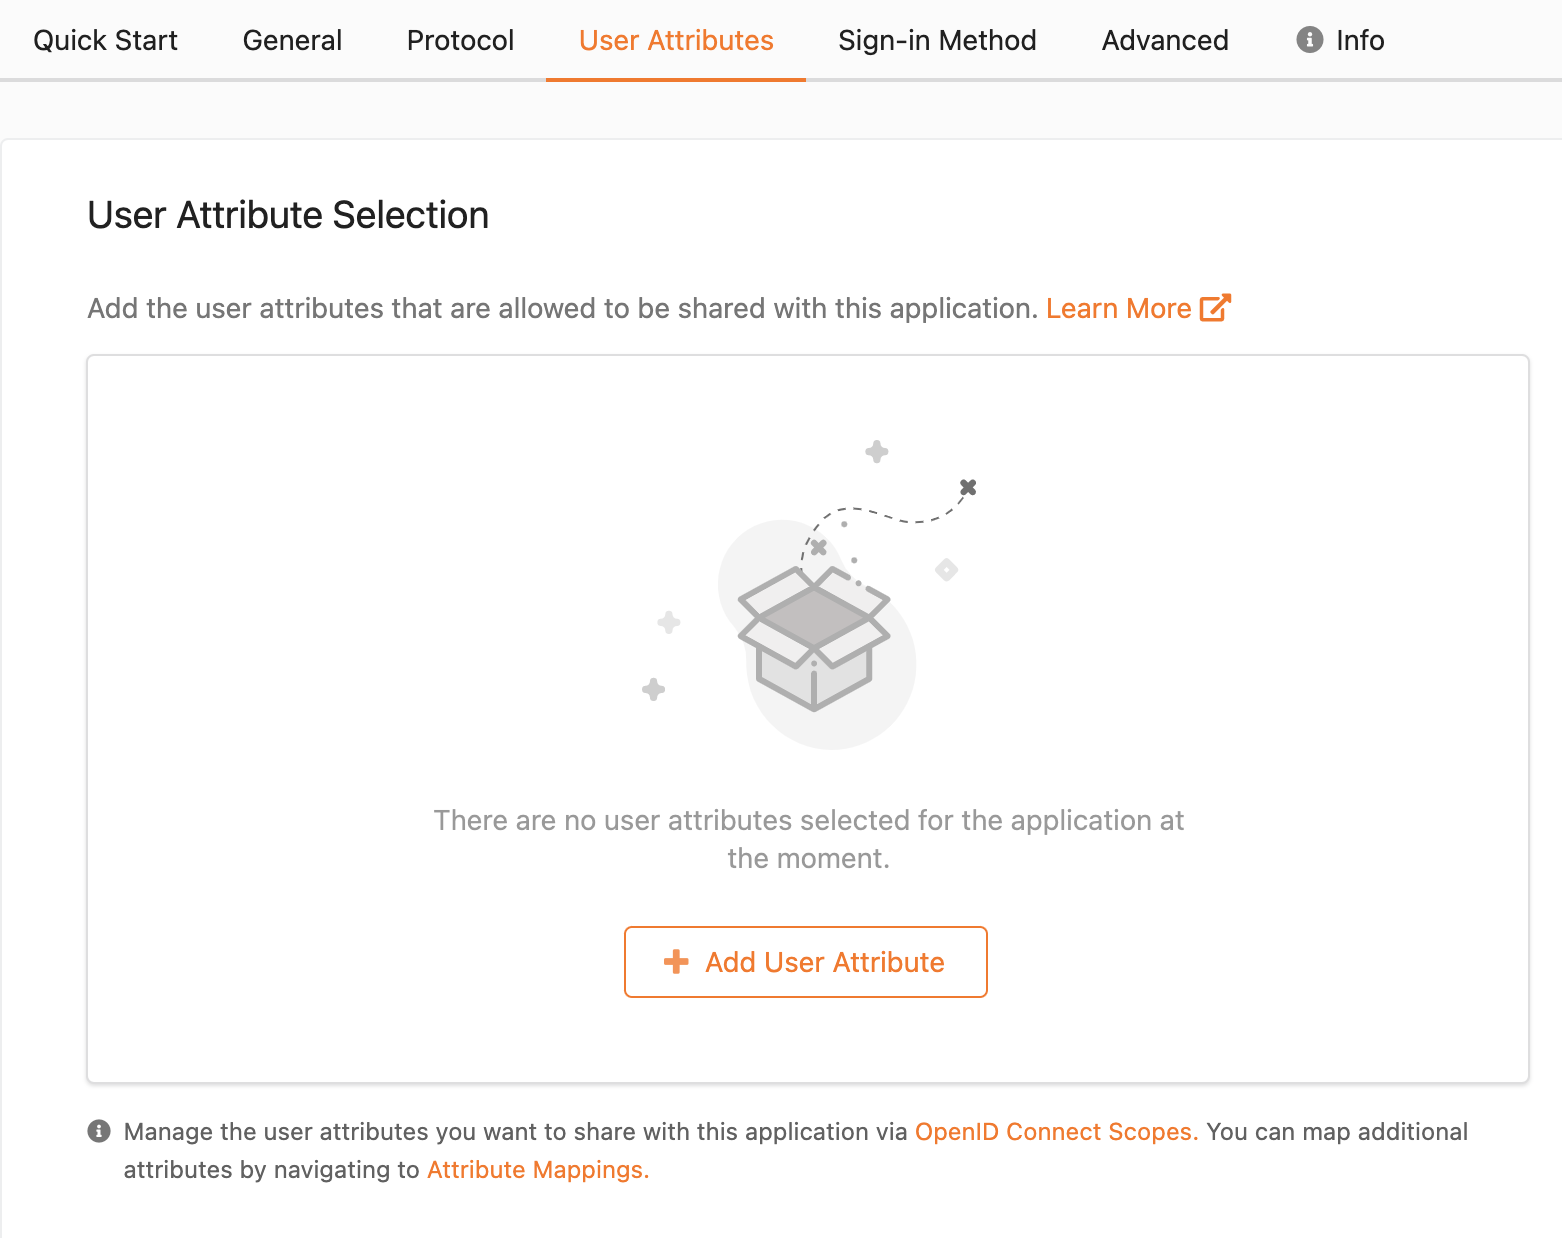 Quick Start General Protocol User Attributes Sign-in Method Advanced Info
User Attribute Selection
Add the user attributes that are allowed to be shared with this application. Learn More
There are no user attributes selected for the application at
the moment.
Add User Attribute
Manage the user attributes you want to share with this application via OpenID Connect Scopes. You can map additional
attributes by navigating to Attribute Mappings.